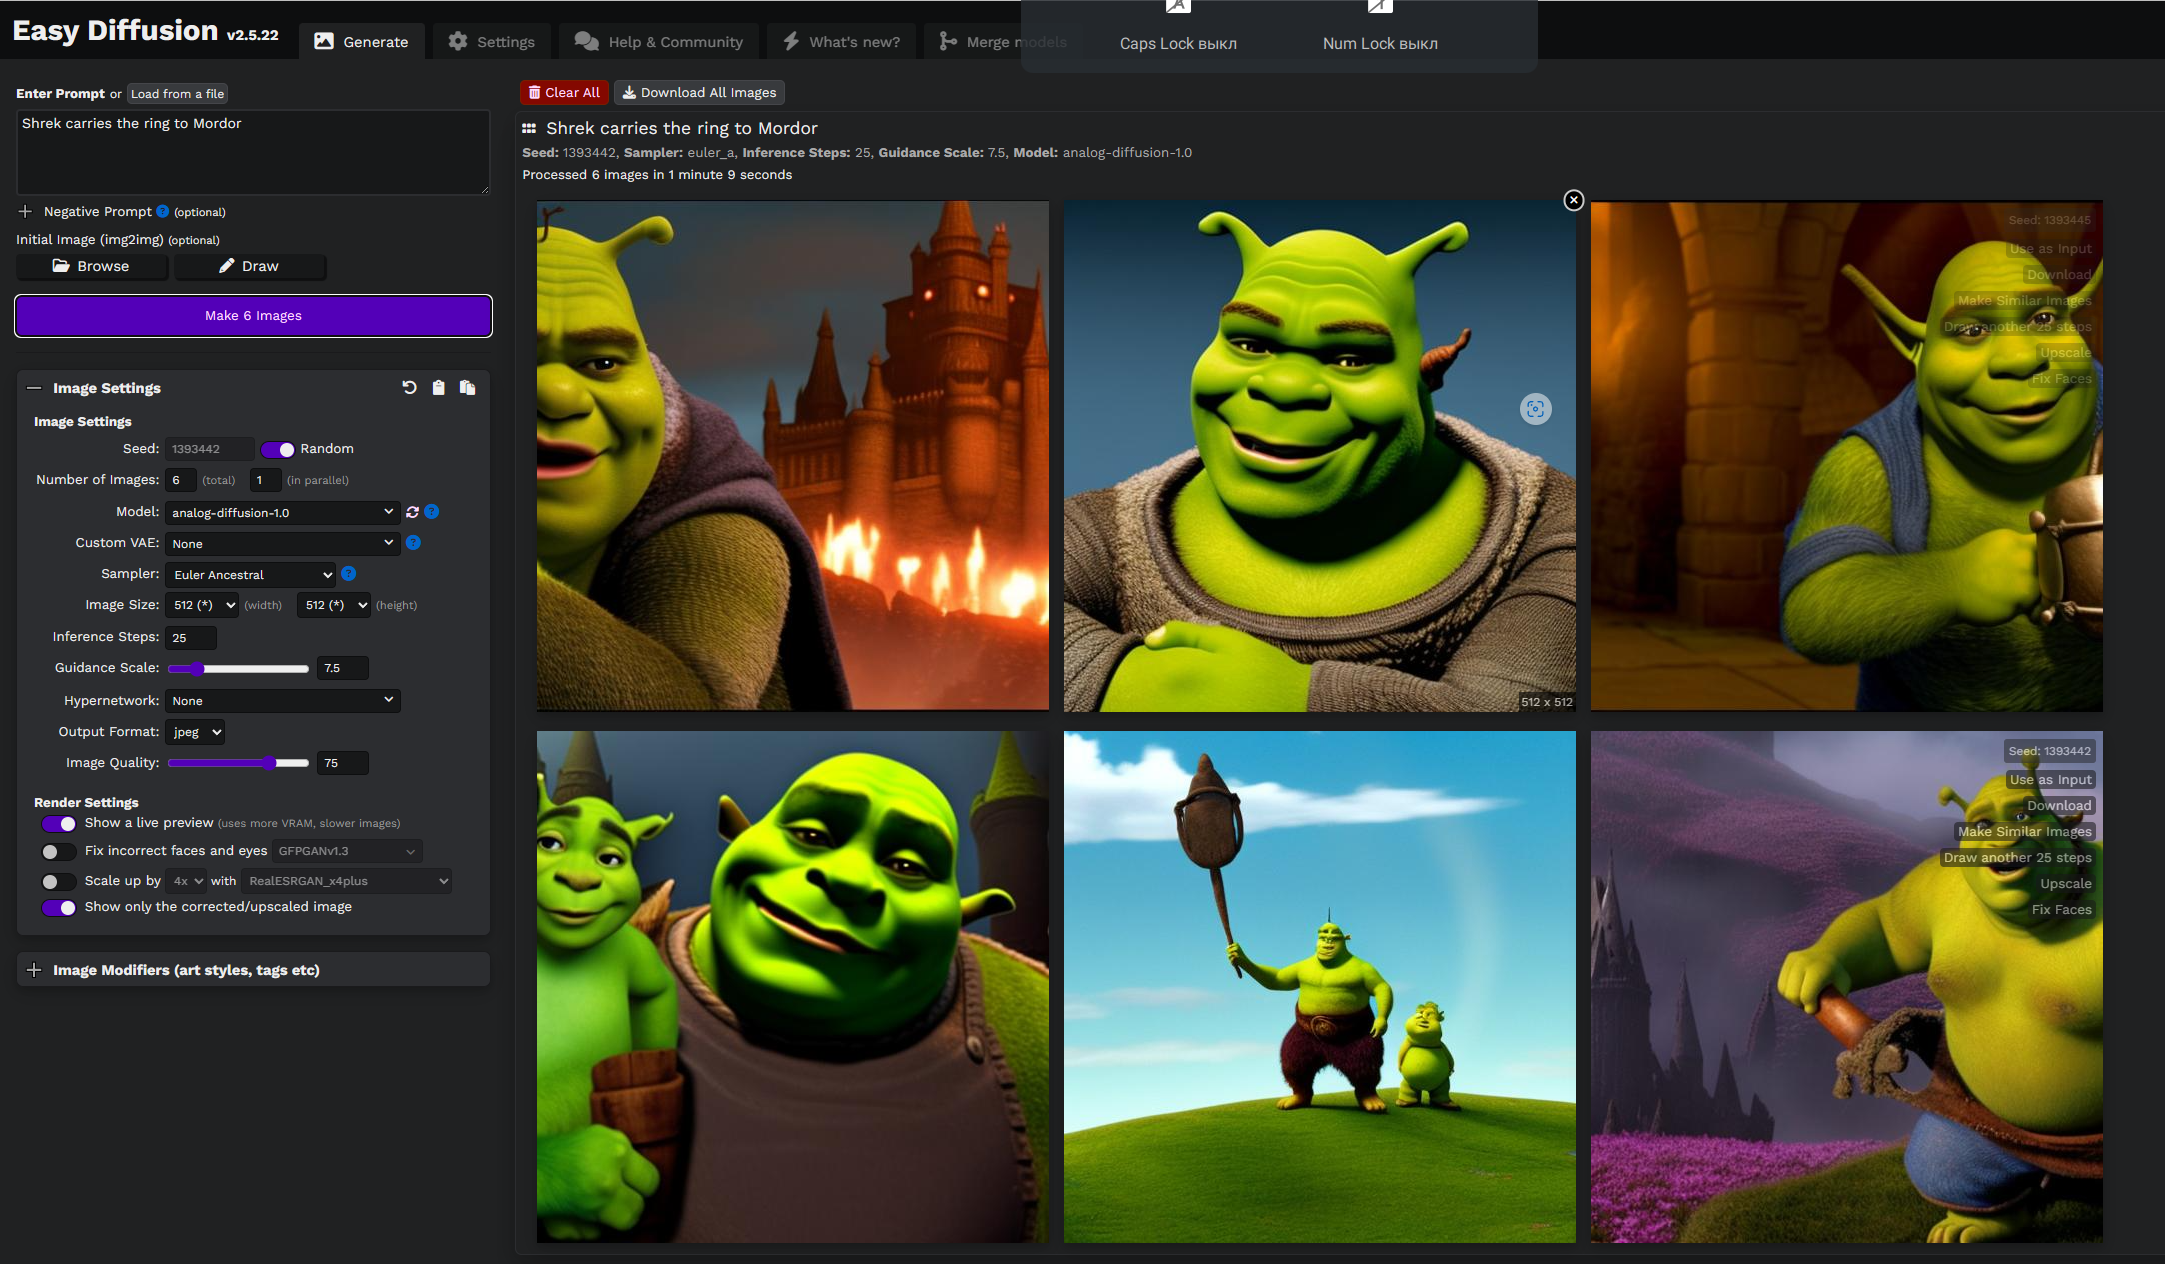 Easy Diffusion v2.5.22
Generate
Settings
Help & Community
What's new?
Merge models
Caps Lock выкл
Num Lock выкл
Enter Prompt or Load from a file
Shrek carries the ring to Mordor
Negative Prompt ? (optional)
Initial Image (img2img) (optional)
Browse
Draw
Make 6 Images
Image Settings
Image Settings
Seed: 1393442 Random
Number of Images: 6 (total) 1 (in parallel)
Model: analog-diffusion-1.0 ?
Custom VAE: None ?
Sampler: Euler Ancestral ?
Image Size: 512 (*) (width) 512 (*) (height)
Inference Steps: 25
Guidance Scale: 7.5
Hypernetwork: None
Output Format: jpeg
Image Quality: 75
Render Settings
Show a live preview (uses more VRAM, slower images)
Fix incorrect faces and eyes GFPGANv1.3
Scale up by 4x with RealESRGAN_x4plus
Show only the corrected/upscaled image
Image Modifiers (art styles, tags etc)
Clear All
Download All Images
Shrek carries the ring to Mordor
Seed: 1393442, Sampler: euler_a, Inference Steps: 25, Guidance Scale: 7.5, Model: analog-diffusion-1.0
Processed 6 images in 1 minute 9 seconds
512 x 512
Seed: 1393445
Use as Input
Download
Make Similar Images
Draw another 25 steps
Upscale
Fix Faces
Seed: 1393442
Use as Input
Download
Make Similar Images
Draw another 25 steps
Upscale
Fix Faces